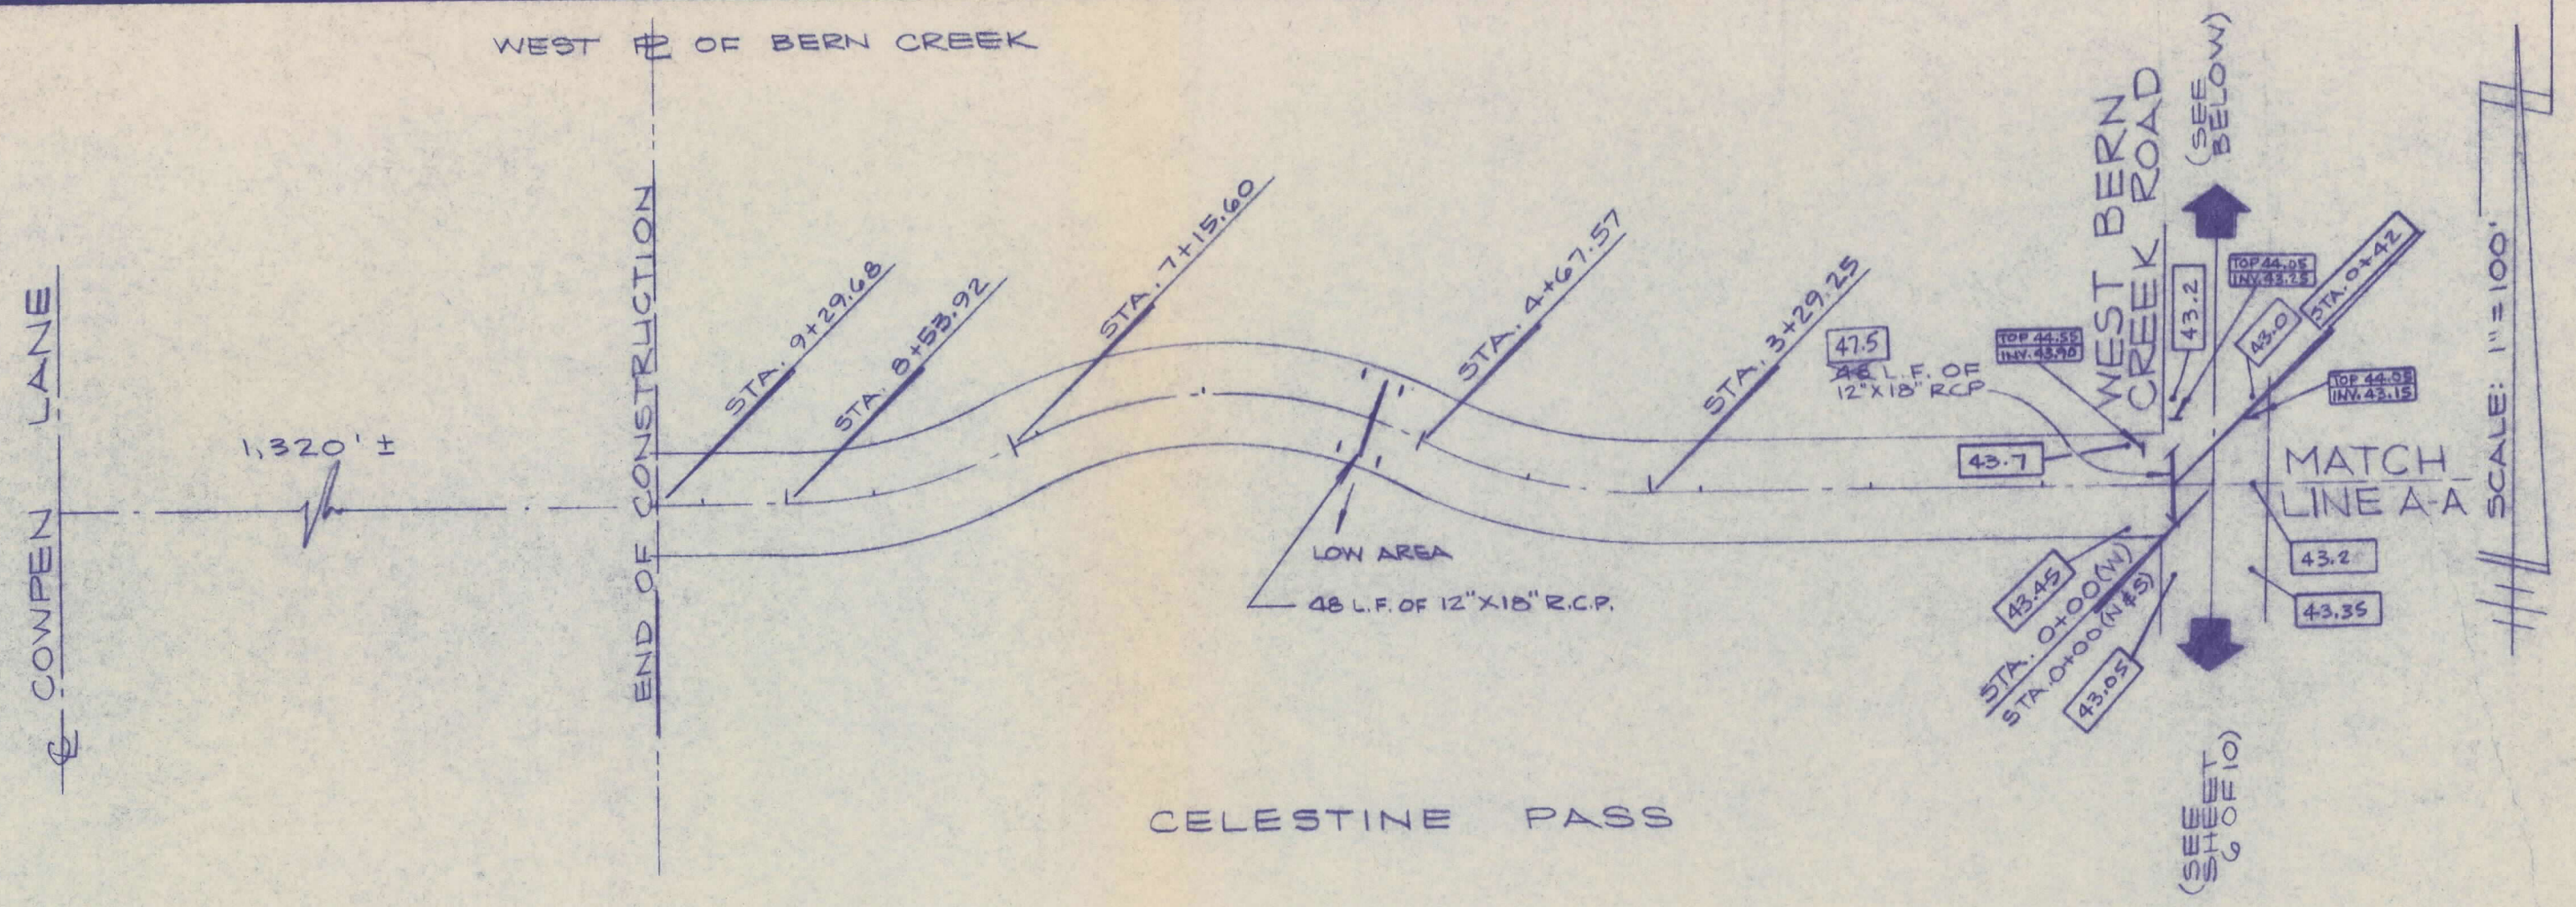 WEST ⅊ OF BERN CREEK
℄ COWPEN LANE
1,320' ±
END OF CONSTRUCTION
STA. 9+29.68
STA. 8+53.92
STA. 7+15.60
STA. 4+67.57
STA. 3+29.25
LOW AREA
48 L.F. OF 12"X18" R.C.P.
47.5
48 L.F. OF
12"X18" RCP
TOP 44.55
INV. 43.90
43.7
WEST BERN
CREEK ROAD
(SEE
BELOW)
43.2
TOP 44.05
INV. 43.25
43.0
STA. 0+42
TOP 44.05
INV. 43.15
MATCH
LINE A-A
SCALE: 1"=100'
43.2
43.35
43.45
STA. 0+00(W)
STA. 0+00(N&S)
43.05
(SEE
SHEET
6 OF 10)
CELESTINE PASS